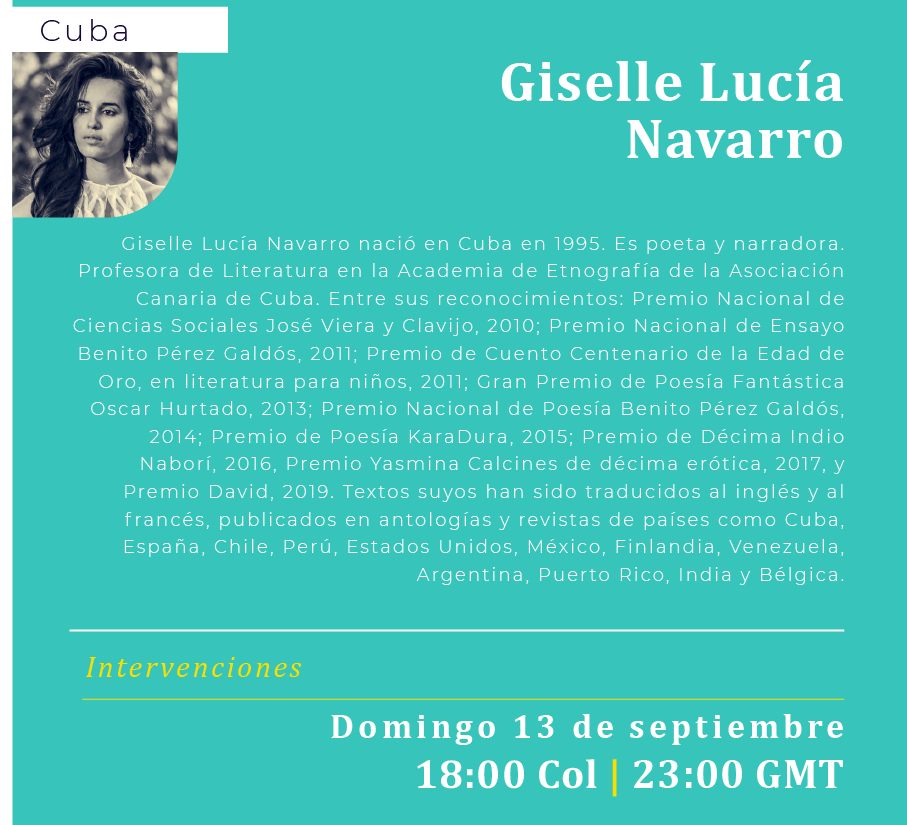 Cuba
Giselle Lucía
Navarro
Giselle Lucía Navarro nació en Cuba en 1995. Es poeta y narradora.
Profesora de Literatura en la Academia de Etnografía de la Asociación
Canaria de Cuba. Entre sus reconocimientos: Premio Nacional de
Ciencias Sociales José Viera y Clavijo, 2010; Premio Nacional de Ensayo
Benito Pérez Galdós, 2011; Premio de Cuento Centenario de la Edad de
Oro, en literatura para niños, 2011; Gran Premio de Poesía Fantástica
Oscar Hurtado, 2013; Premio Nacional de Poesía Benito Pérez Galdós,
2014; Premio de Poesía KaraDura, 2015; Premio de Décima Indio
Naborí, 2016, Premio Yasmina Calcines de décima erótica, 2017, y
Premio David, 2019. Textos suyos han sido traducidos al inglés y al
francés, publicados en antologías y revistas de países como Cuba,
España, Chile, Perú, Estados Unidos, México, Finlandia, Venezuela,
Argentina, Puerto Rico, India y Bélgica.
Intervenciones
Domingo 13 de septiembre
18:00 Col | 23:00 GMT